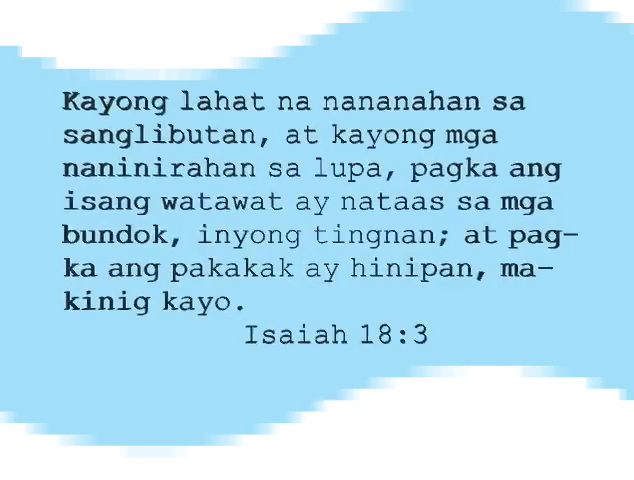 Kayong lahat na nananahan sa
sanglibutan, at kayong mga
naninirahan sa lupa, pagka ang
isang watawat ay nataas sa mga
bundok, inyong tingnan; at pag-
ka ang pakakak ay hinipan, ma-
kinig kayo.
Isaiah 18:3